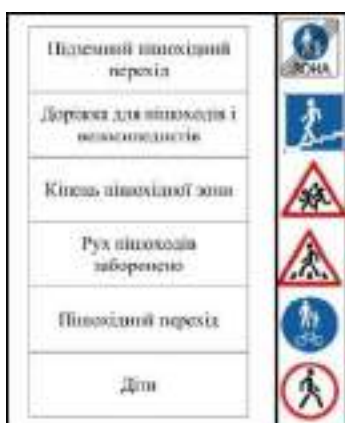 Підземний пішохідний
перехід
ЗОНА
Доріжка для пішоходів і
велосипедистів
Кінець пішохідної зони
Рух пішоходів
заборонено
Пішохідний перехід
Діти